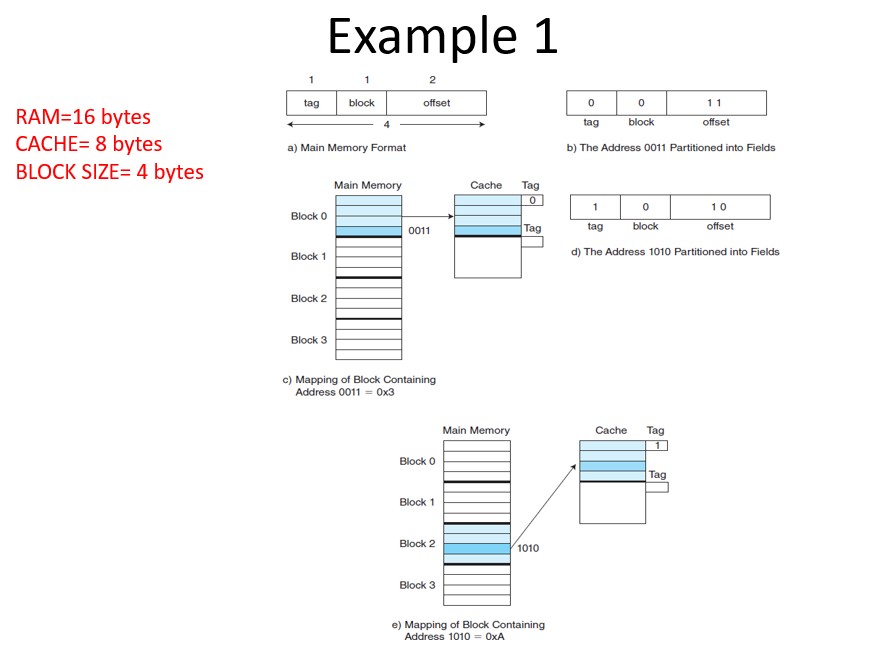 Example 1
RAM=16 bytes
CACHE= 8 bytes
BLOCK SIZE= 4 bytes
1 1 2
tag block offset
4
a) Main Memory Format
0 0 1 1
tag block offset
b) The Address 0011 Partitioned into Fields
Main Memory Cache Tag
0
Block 0
0011
Tag
Block 1
Block 2
Block 3
c) Mapping of Block Containing
Address 0011 = 0x3
1 0 1 0
tag block offset
d) The Address 1010 Partitioned into Fields
Main Memory Cache Tag
1
Block 0
Tag
Block 1
Block 2
1010
Block 3
e) Mapping of Block Containing
Address 1010 = 0xA